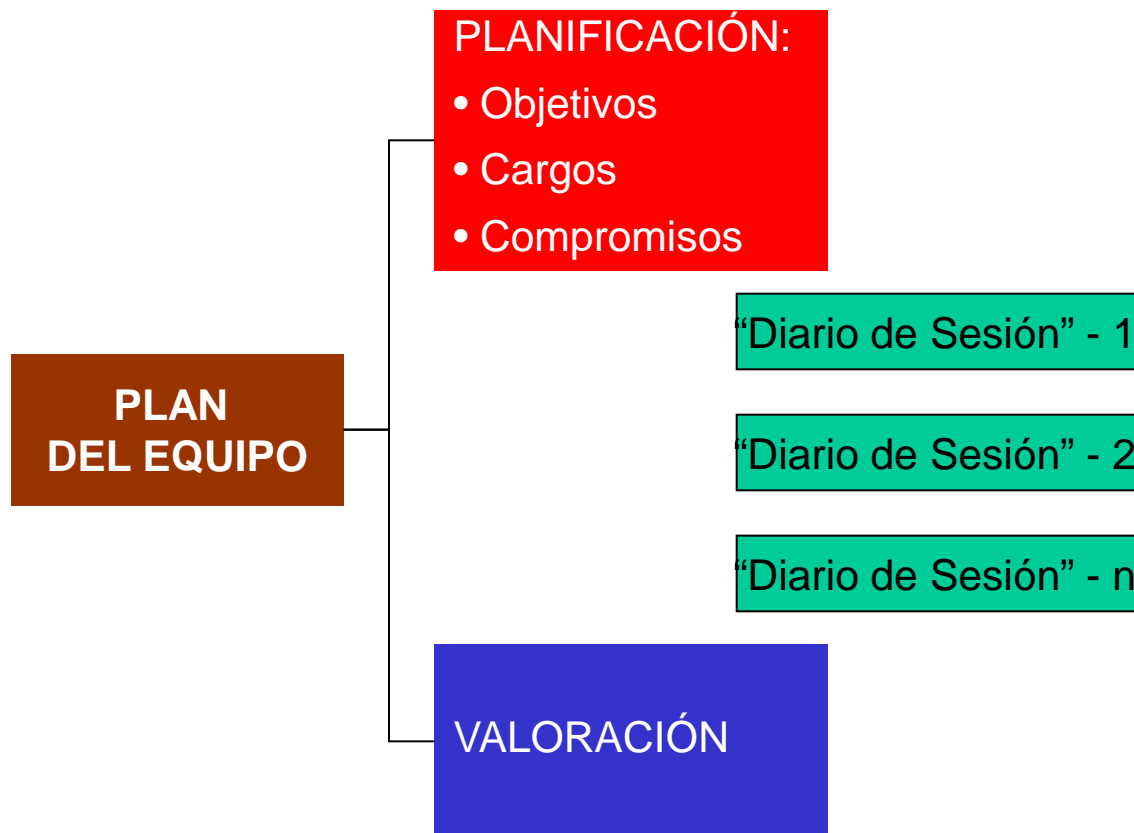 PLANIFICACIÓN:
• Objetivos
• Cargos
• Compromisos
“Diario de Sesión” - 1
PLAN
DEL EQUIPO
“Diario de Sesión” - 2
“Diario de Sesión” - n
VALORACIÓN